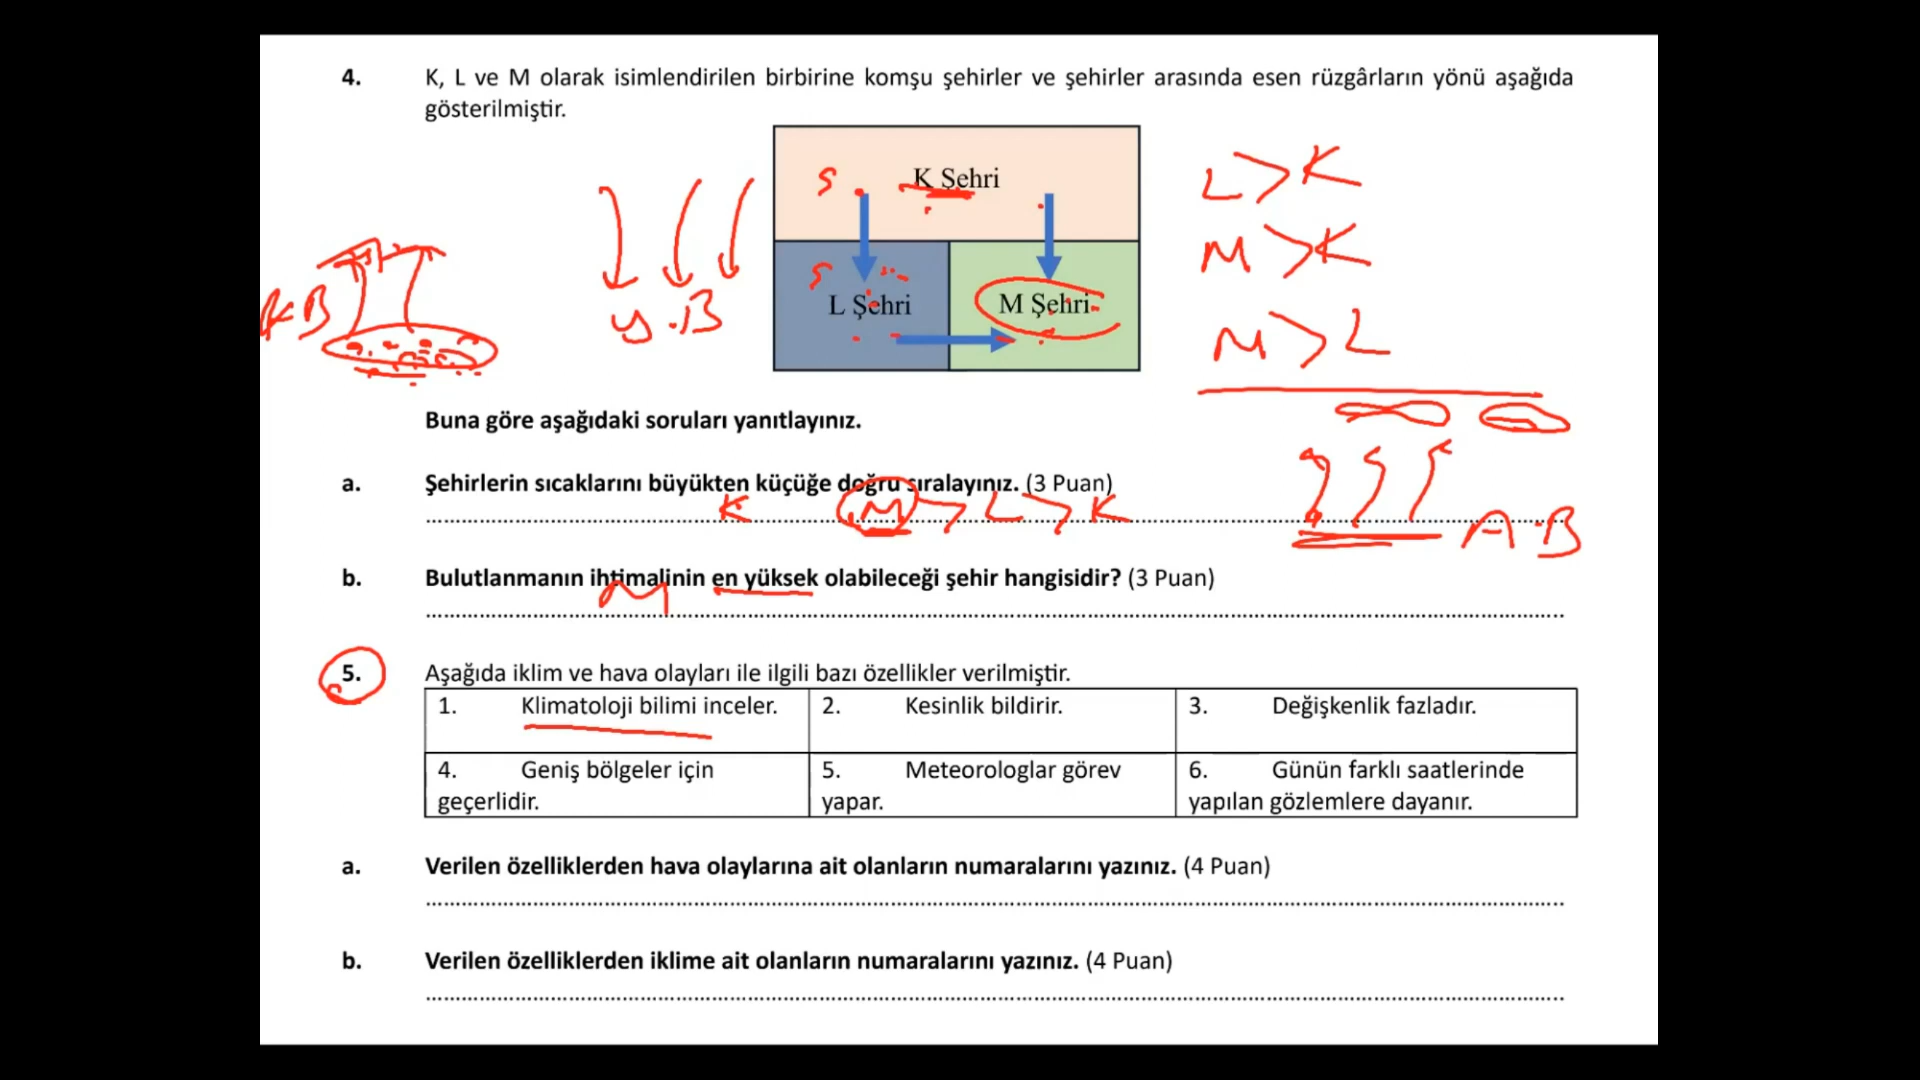 4. K, L ve M olarak isimlendirilen birbirine komşu şehirler ve şehirler arasında esen rüzgârların yönü aşağıda
gösterilmiştir.
K Şehri
L Şehri
M Şehri
S
S
K.B
Y.B
L > K
M > K
M > L
A.B
Buna göre aşağıdaki soruları yanıtlayınız.
a. Şehirlerin sıcaklarını büyükten küçüğe doğru sıralayınız. (3 Puan)
K M > L > K
b. Bulutlanmanın ihtimalinin en yüksek olabileceği şehir hangisidir? (3 Puan)
M
5. Aşağıda iklim ve hava olayları ile ilgili bazı özellikler verilmiştir.
1. Klimatoloji bilimi inceler.
2. Kesinlik bildirir.
3. Değişkenlik fazladır.
4. Geniş bölgeler için
geçerlidir.
5. Meteorologlar görev
yapar.
6. Günün farklı saatlerinde
yapılan gözlemlere dayanır.
a. Verilen özelliklerden hava olaylarına ait olanların numaralarını yazınız. (4 Puan)
b. Verilen özelliklerden iklime ait olanların numaralarını yazınız. (4 Puan)